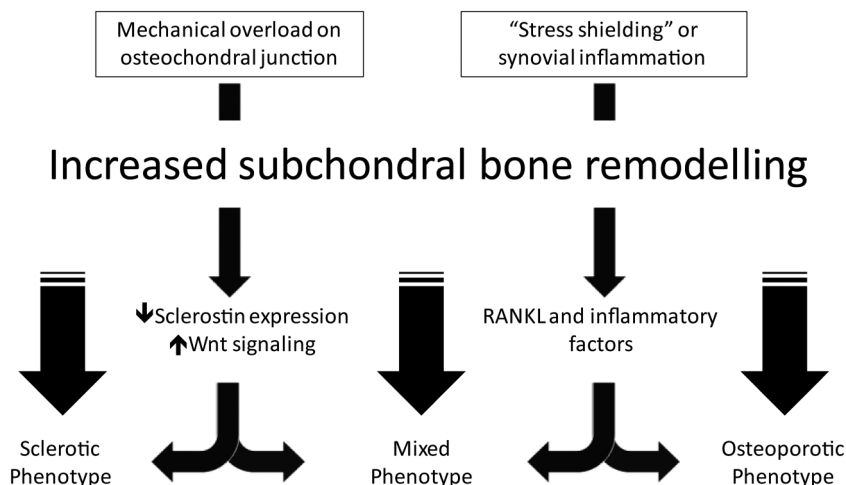 Mechanical overload on
osteochondral junction
“Stress shielding” or
synovial inflammation
Increased subchondral bone remodelling
🡻Sclerostin expression
🡹Wnt signaling
RANKL and inflammatory
factors
Sclerotic
Phenotype
Mixed
Phenotype
Osteoporotic
Phenotype